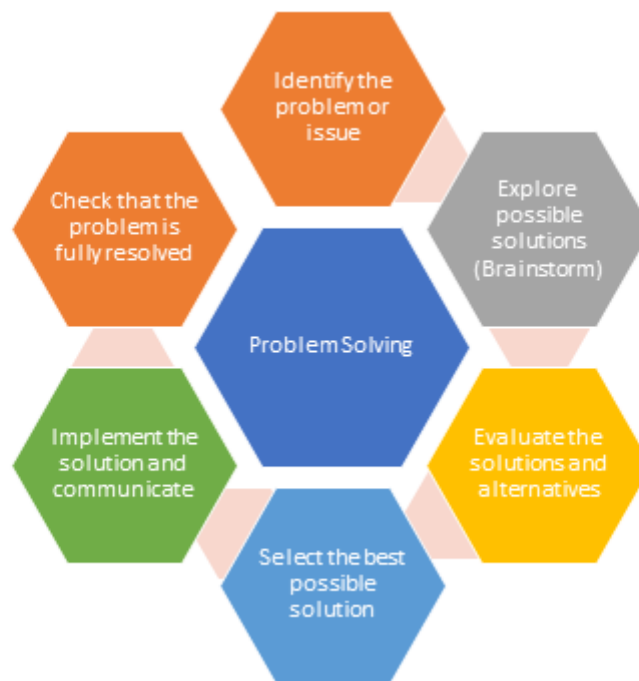 Identify the
problem or
issue
Explore
possible
solutions
(Brainstorm)
Evaluate the
solutions and
alternatives
Select the best
possible
solution
Implement the
solution and
communicate
Check that the
problem is
fully resolved
Problem Solving